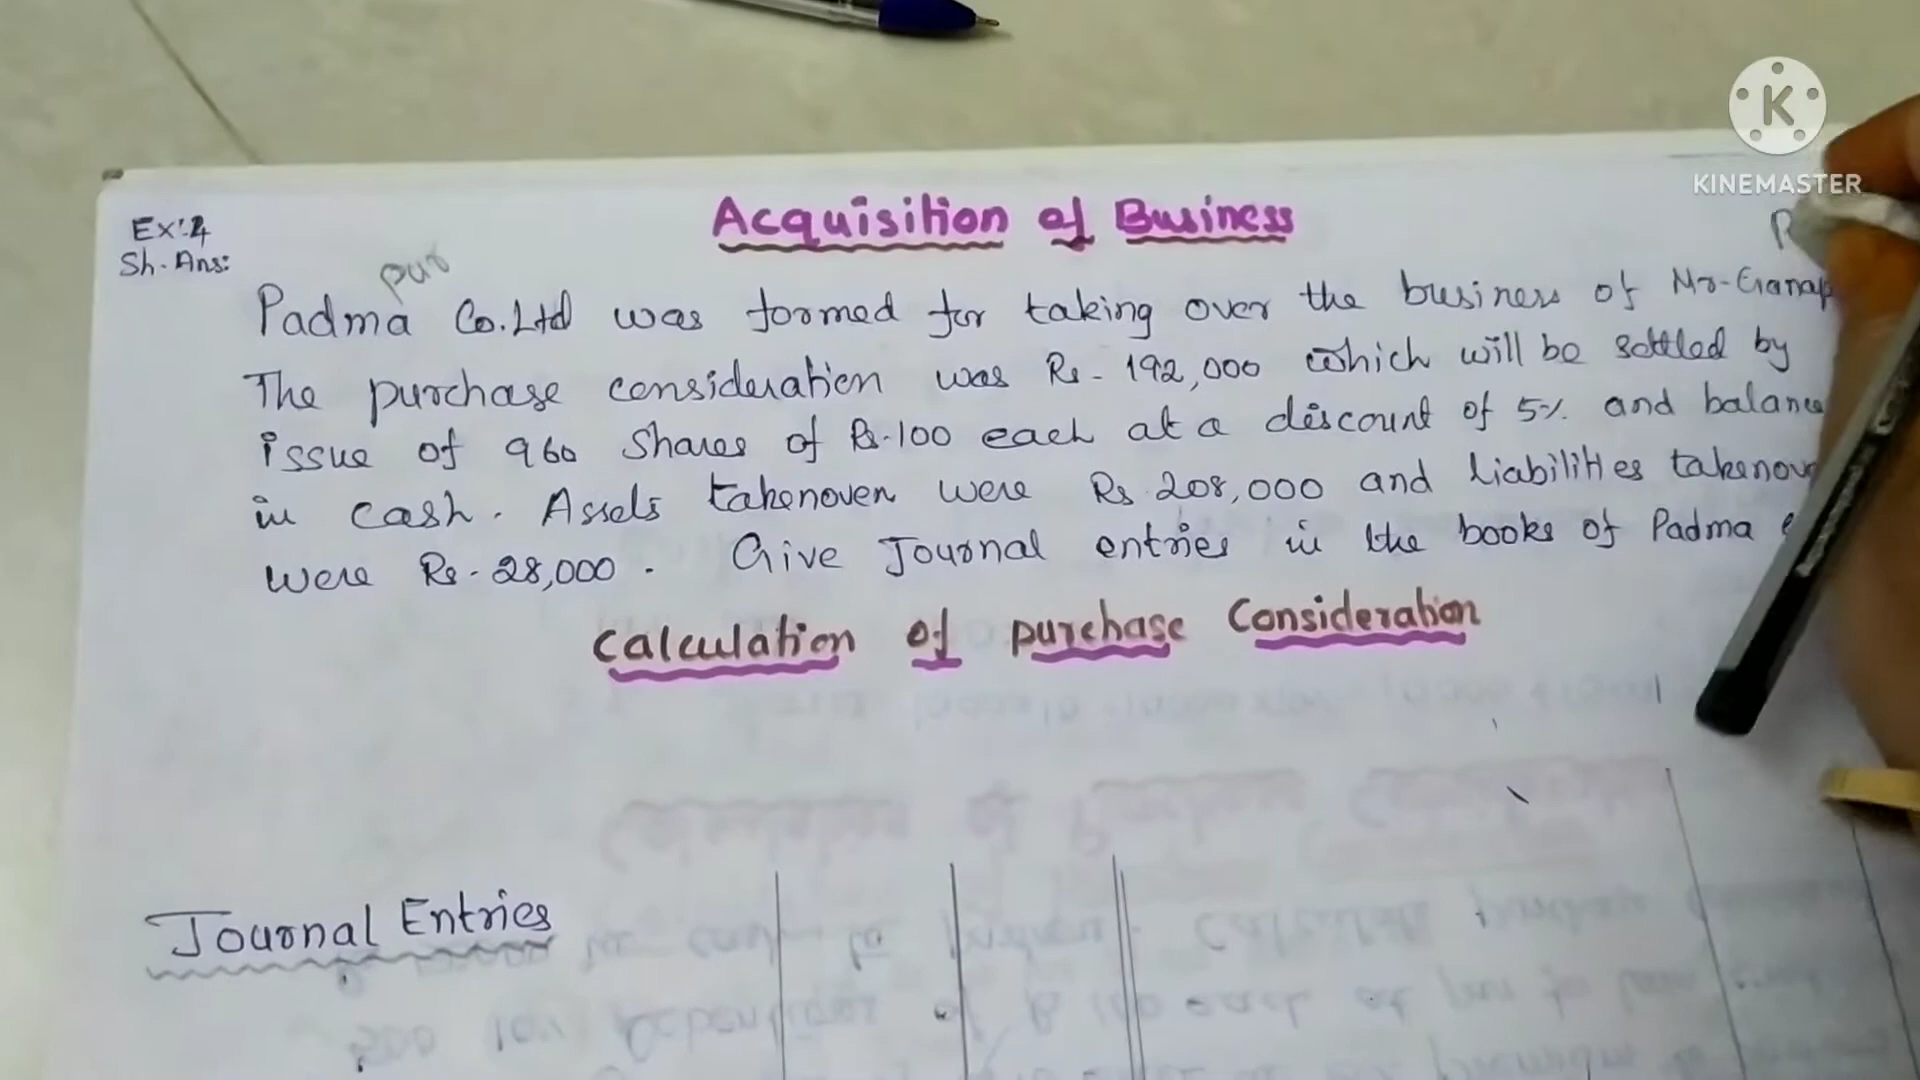 KINEMASTER
Acquisition of Business
Ex:4
Sh. Ans:
pur
Padma Co. Ltd was formed for taking over the business of Mr. Ganap
The purchase consideration was Rs. 192,000 which will be settled by
issue of 960 Shares of Rs. 100 each at a discount of 5% and balance
in cash. Assets takenover were Rs 208,000 and liabilities takenov
were Rs. 28,000. Give Journal entries in the books of Padma
Calculation of purchase Consideration
Journal Entries